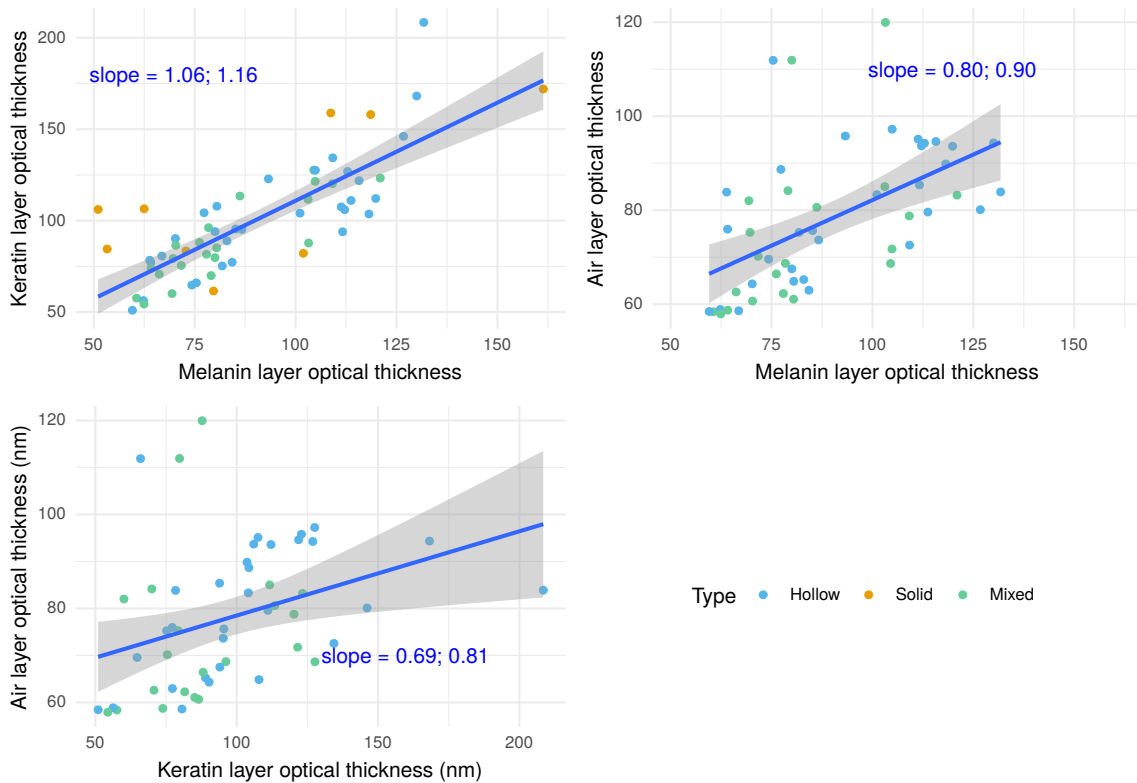 200
150
100
50
Keratin layer optical thickness
slope = 1.06; 1.16
50
75
100
125
150
Melanin layer optical thickness
120
100
80
60
Air layer optical thickness
slope = 0.80; 0.90
50
75
100
125
150
Melanin layer optical thickness
120
100
80
60
Air layer optical thickness (nm)
slope = 0.69; 0.81
50
100
150
200
Keratin layer optical thickness (nm)
Type Hollow Solid Mixed